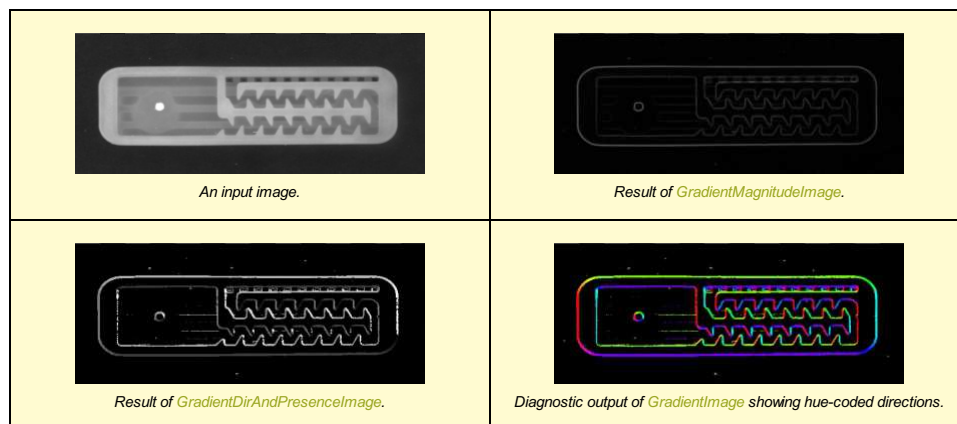 An input image.
Result of GradientMagnitudeImage.
Result of GradientDirAndPresenceImage.
Diagnostic output of GradientImage showing hue-coded directions.